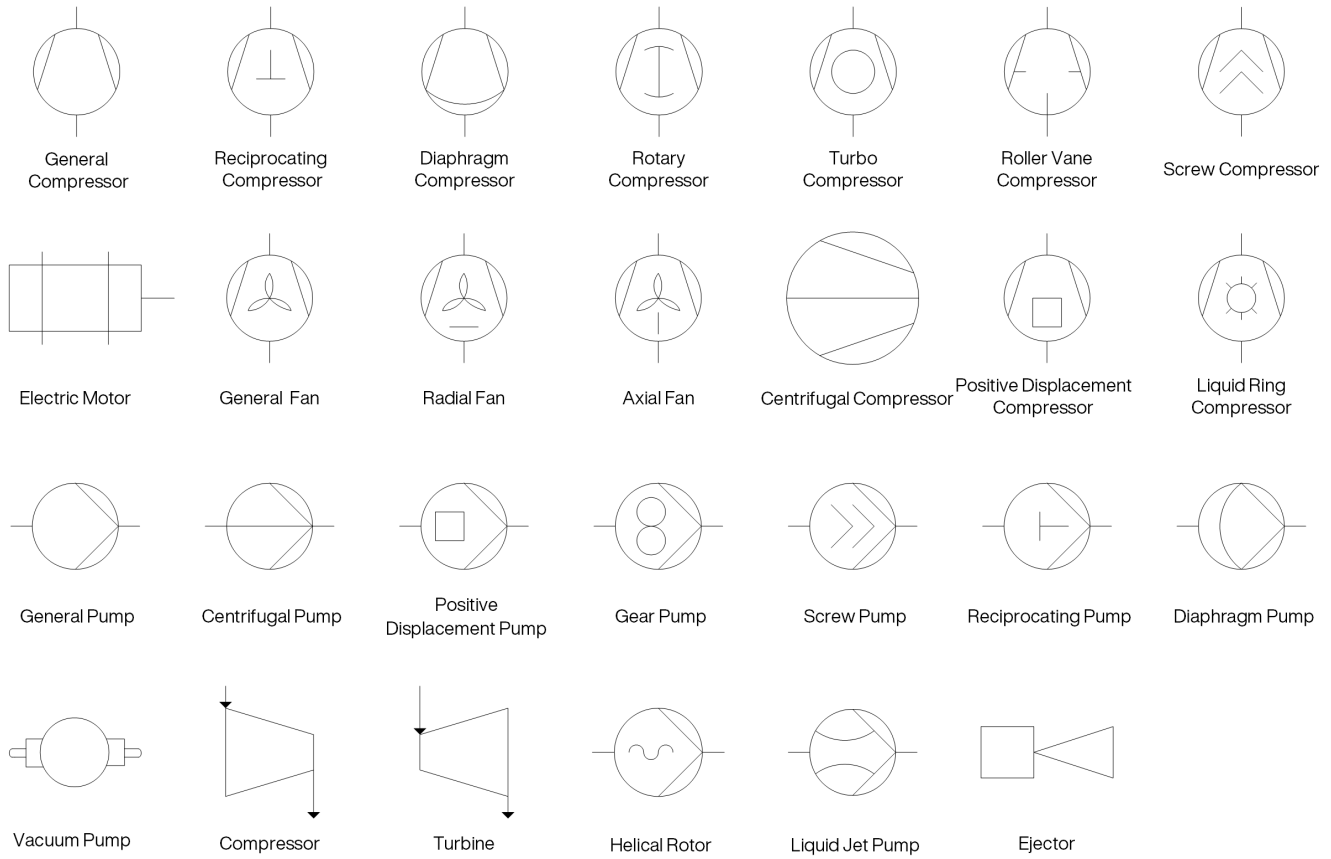 General
Compressor
Reciprocating
Compressor
Diaphragm
Compressor
Rotary
Compressor
Turbo
Compressor
Roller Vane
Compressor
Screw Compressor
Electric Motor
General Fan
Radial Fan
Axial Fan
Centrifugal Compressor
Positive Displacement
Compressor
Liquid Ring
Compressor
General Pump
Centrifugal Pump
Positive
Displacement Pump
Gear Pump
Screw Pump
Reciprocating Pump
Diaphragm Pump
Vacuum Pump
Compressor
Turbine
Helical Rotor
Liquid Jet Pump
Ejector